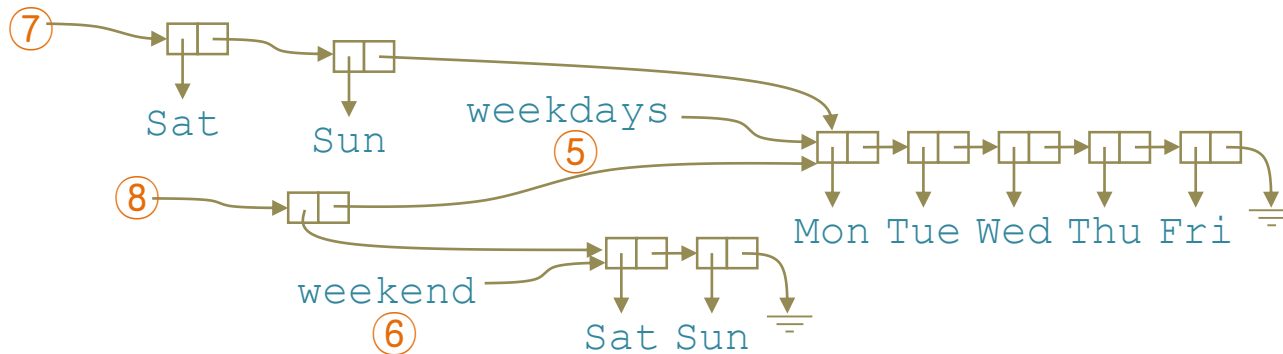 ⑦
Sat
Sun
weekdays
⑤
⑧
Mon Tue Wed Thu Fri
weekend
⑥
Sat Sun